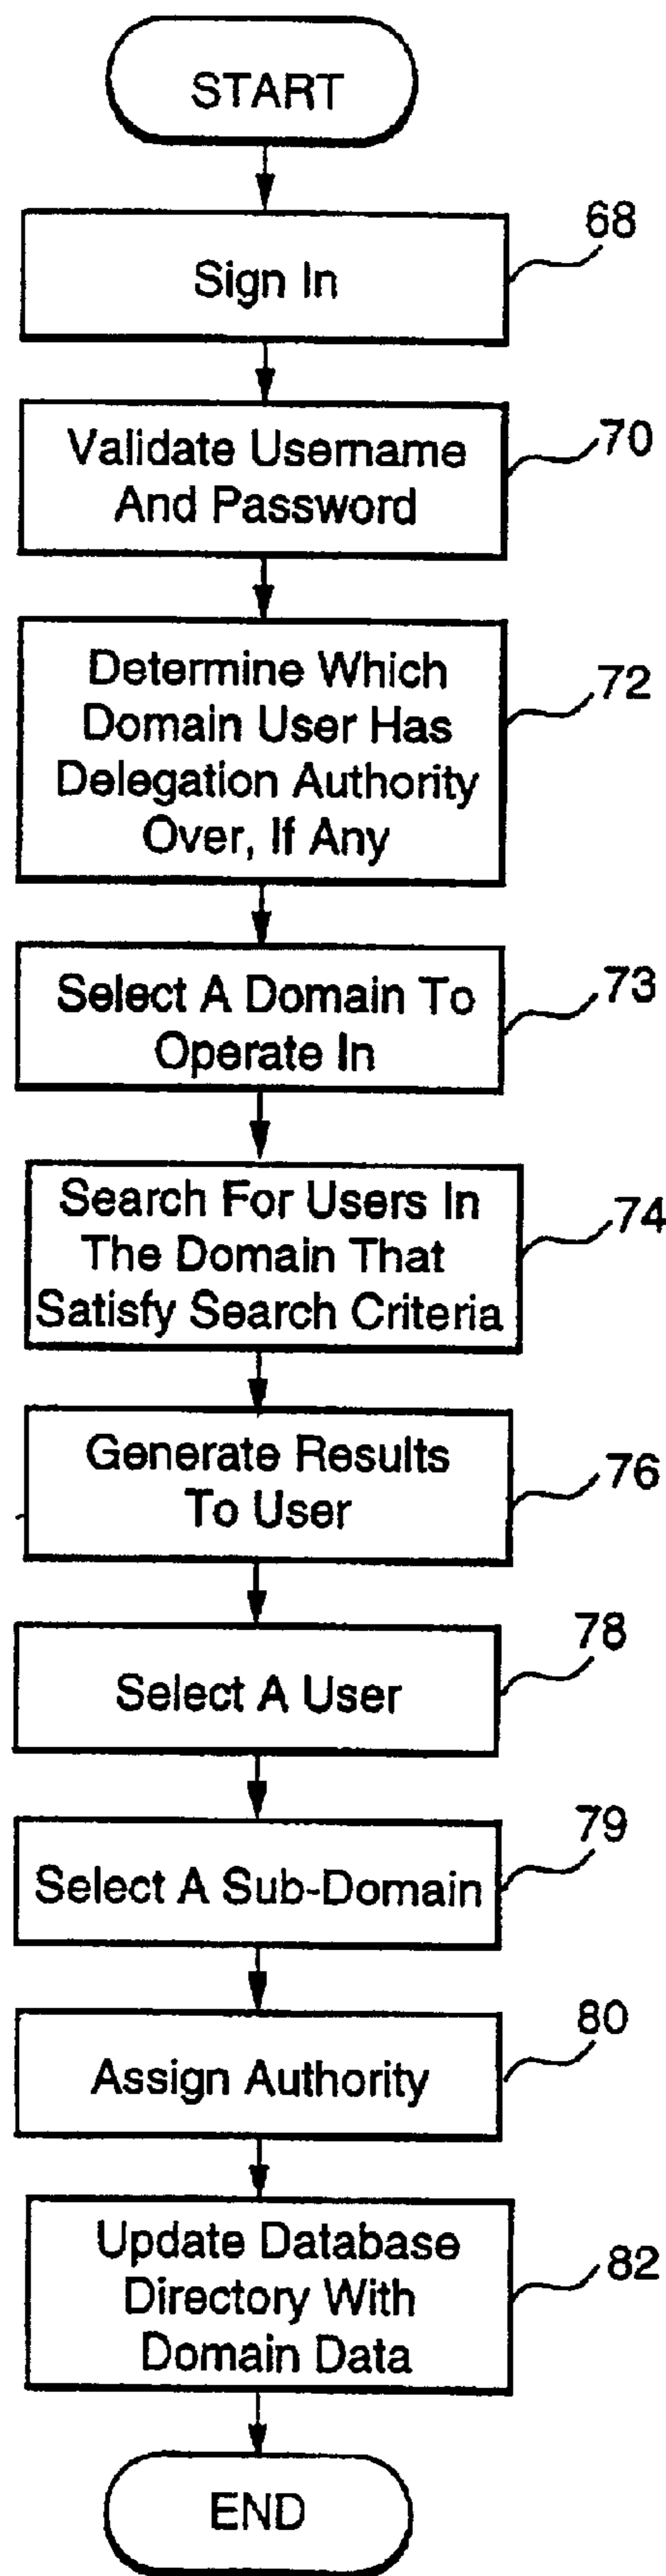 START
68
Sign In
70
Validate Username
And Password
72
Determine Which
Domain User Has
Delegation Authority
Over, If Any
73
Select A Domain To
Operate In
74
Search For Users In
The Domain That
Satisfy Search Criteria
76
Generate Results
To User
78
Select A User
79
Select A Sub-Domain
80
Assign Authority
82
Update Database
Directory With
Domain Data
END